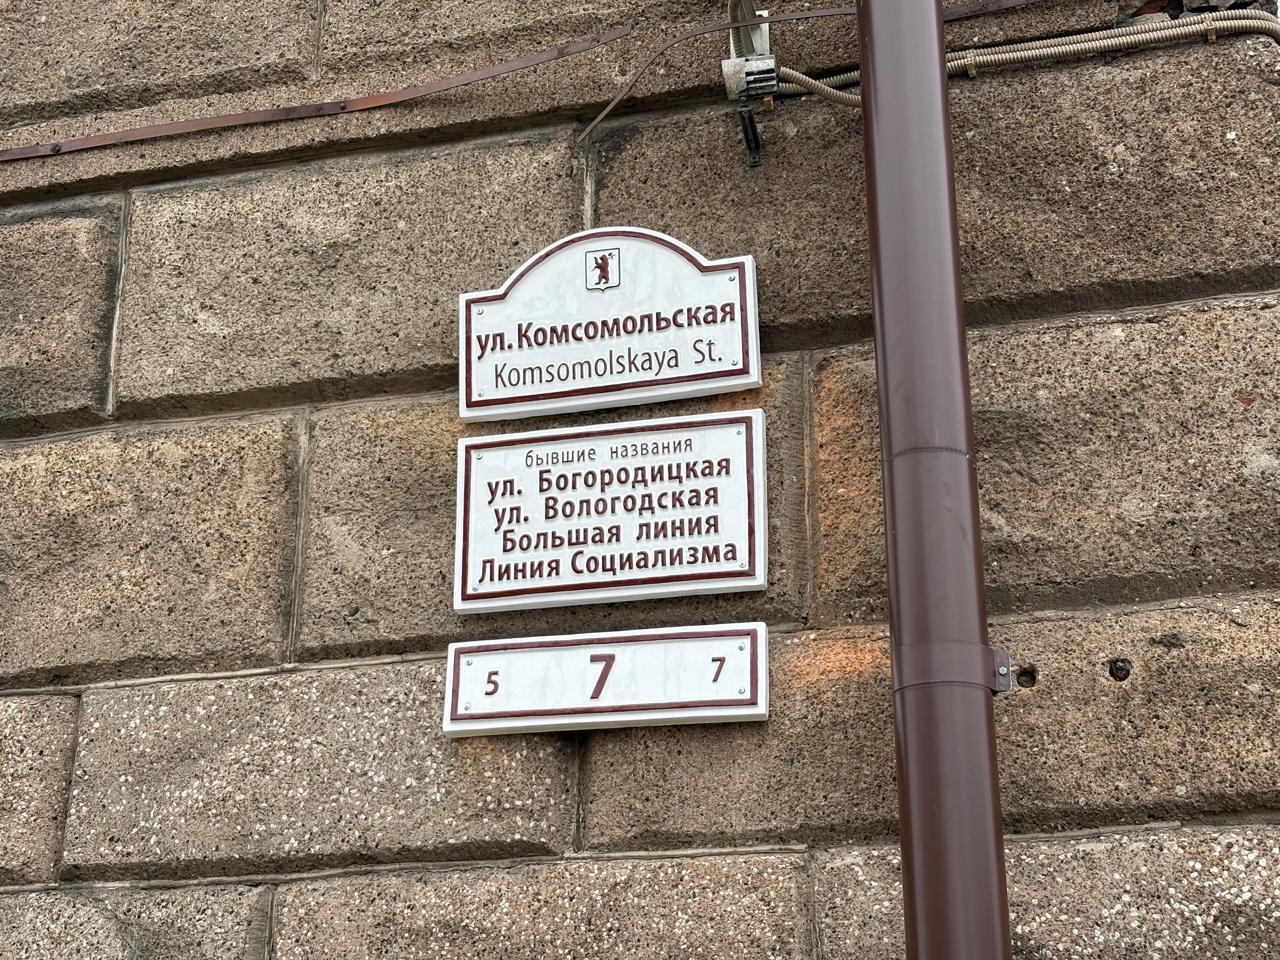 ул. Комсомольская
Komsomolskaya St.
бывшие названия
ул. Богородицкая
ул. Вологодская
Большая линия
Линия Социализма
5 7 7